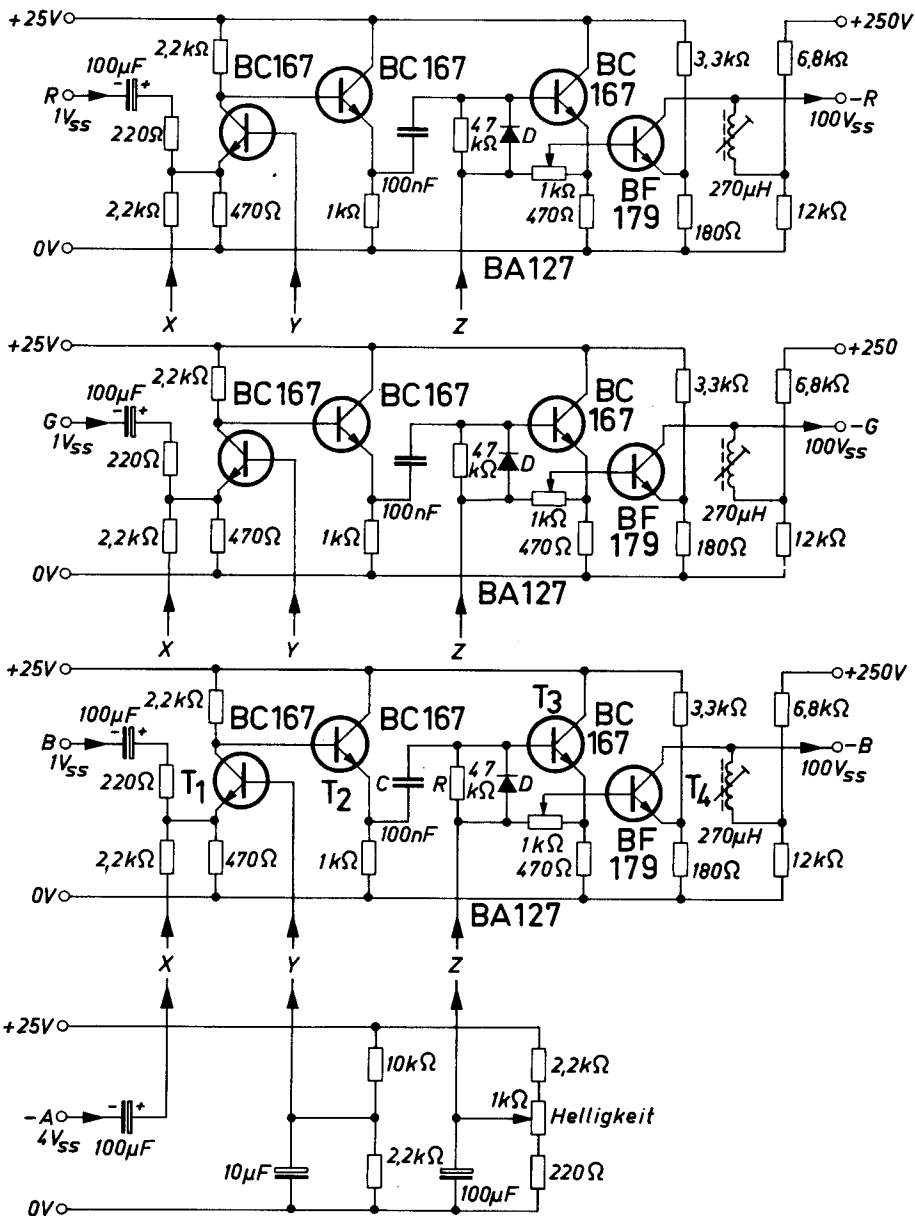 +25V
+250V
2,2kΩ
BC167
BC167
BC
167
3,3kΩ
6,8kΩ
100µF
- +
R
1Vss
220Ω
47
kΩ
D
-R
100Vss
2,2kΩ
470Ω
1kΩ
100nF
1kΩ
470Ω
BF
179
180Ω
270µH
12kΩ
0V
BA127
X
Y
Z
+25V
+250
2,2kΩ
BC167
BC167
BC
167
3,3kΩ
6,8kΩ
100µF
- +
G
1Vss
220Ω
47
kΩ
D
-G
100Vss
2,2kΩ
470Ω
1kΩ
100nF
1kΩ
470Ω
BF
179
180Ω
270µH
12kΩ
0V
BA127
X
Y
Z
+25V
+250V
2,2kΩ
BC167
BC167
T3
BC
167
3,3kΩ
6,8kΩ
100µF
- +
B
1Vss
220Ω
T1
T2
C
R
47
kΩ
D
T4
-B
100Vss
2,2kΩ
470Ω
1kΩ
100nF
1kΩ
470Ω
BF
179
180Ω
270µH
12kΩ
0V
BA127
X
Y
Z
+25V
10kΩ
2,2kΩ
-A
4Vss
- +
100µF
1kΩ
Helligkeit
10µF
2,2kΩ
100µF
220Ω
0V